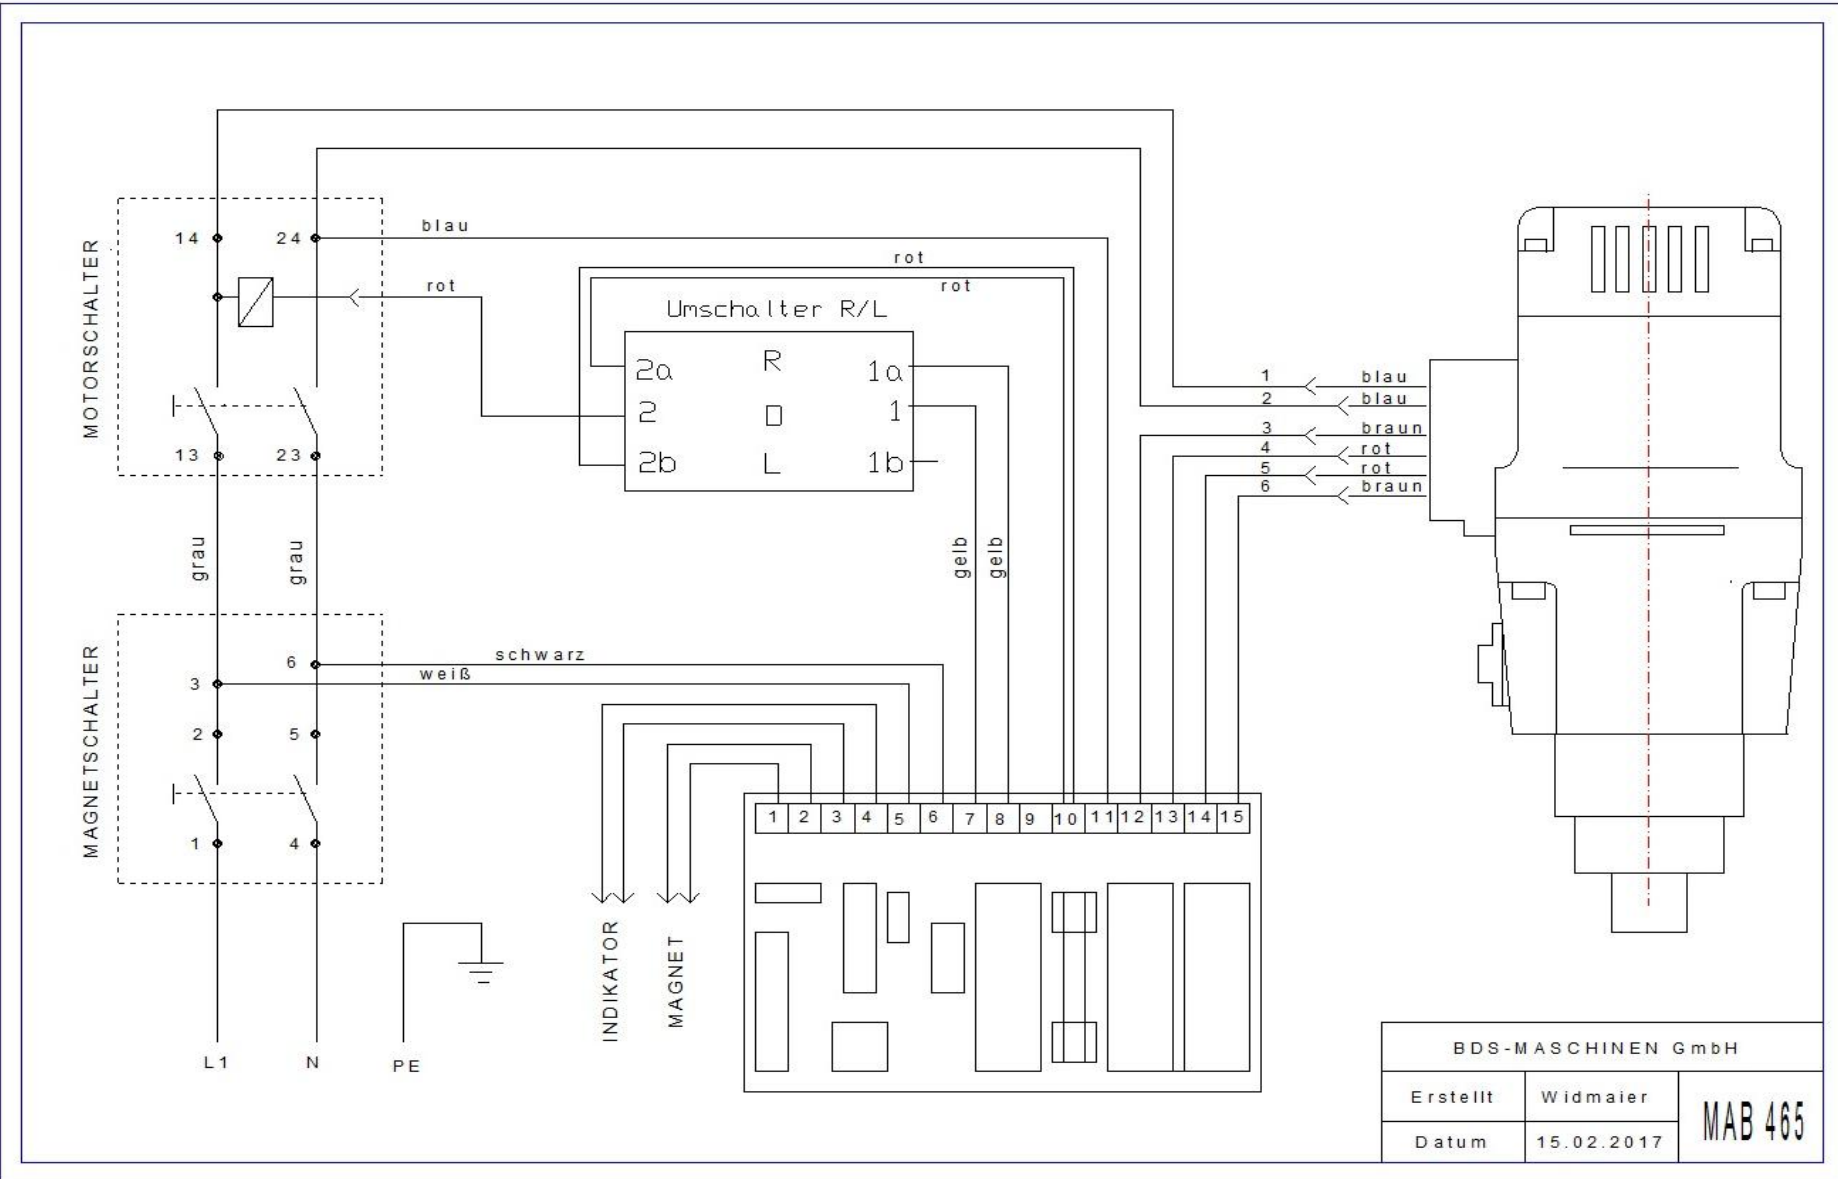 MOTORSCHALTER
14
24
blau
rot
13
23
grau
grau
rot
rot
Umschalter R/L
2a
R
1a
2
0
1
2b
L
1b
gelb
gelb
1
blau
2
blau
3
braun
4
rot
5
rot
6
braun
MAGNETSCHALTER
6
schwarz
3
weiß
2
5
1
4
L1
N
PE
INDIKATOR
MAGNET
1 2 3 4 5 6 7 8 9 10 11 12 13 14 15
BDS-MASCHINEN GmbH
Erstellt Widmaier
Datum 15.02.2017
MAB 465